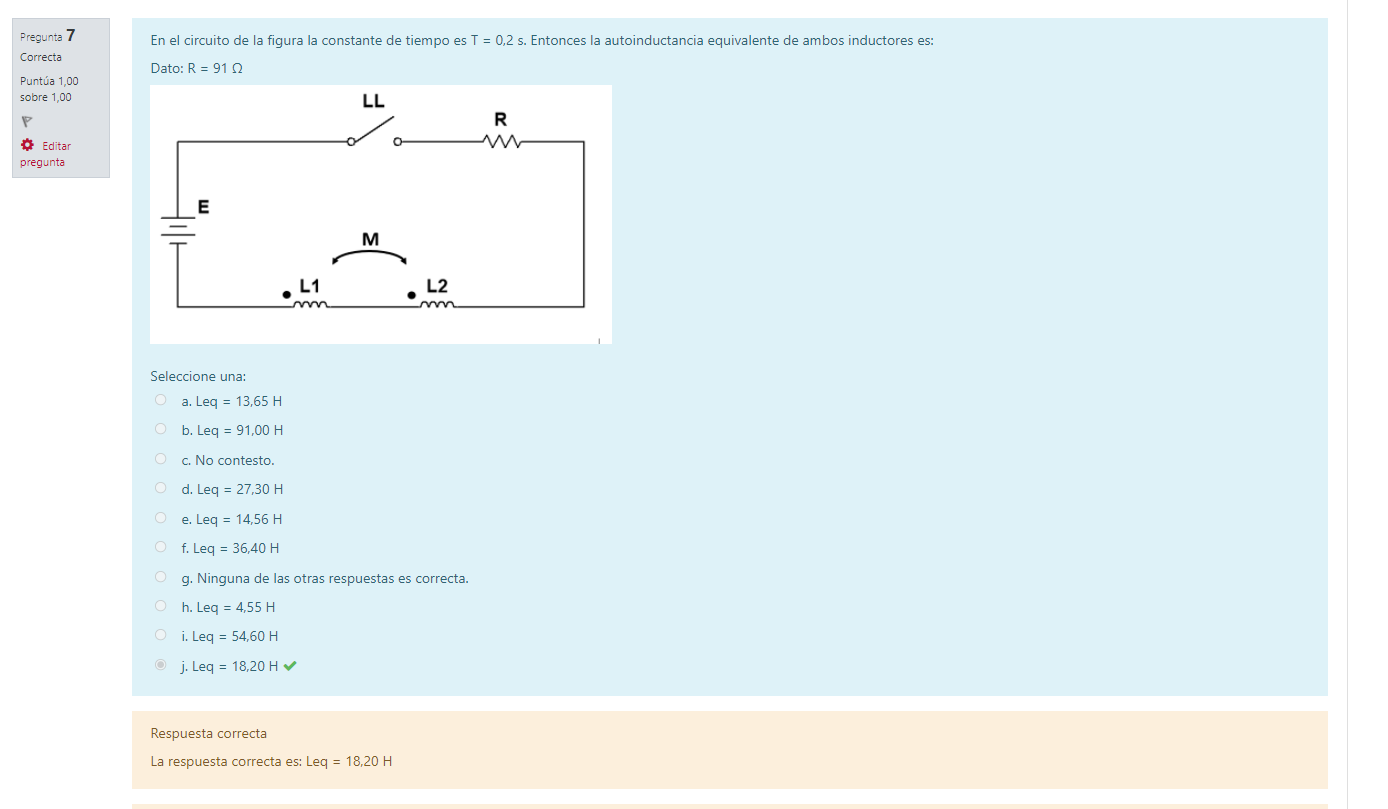 Pregunta 7
Correcta
Puntúa 1,00
sobre 1,00
Editar
pregunta
En el circuito de la figura la constante de tiempo es T = 0,2 s. Entonces la autoinductancia equivalente de ambos inductores es:
Dato: R = 91 Ω
LL
R
E
M
L1
L2
Seleccione una:
a. Leq = 13,65 H
b. Leq = 91,00 H
c. No contesto.
d. Leq = 27,30 H
e. Leq = 14,56 H
f. Leq = 36,40 H
g. Ninguna de las otras respuestas es correcta.
h. Leq = 4,55 H
i. Leq = 54,60 H
j. Leq = 18,20 H
Respuesta correcta
La respuesta correcta es: Leq = 18,20 H